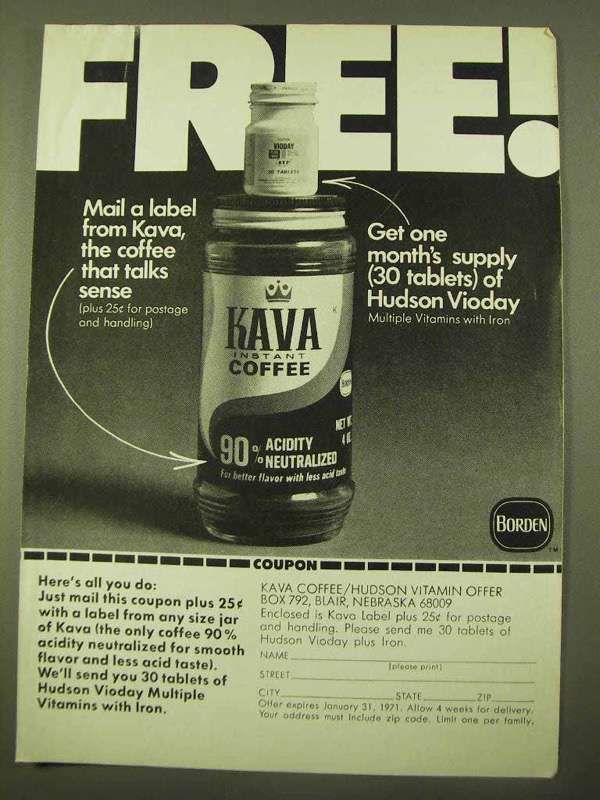 FREE!
VIODAY
30 TABLETS
Mail a label
from Kava,
the coffee
that talks
sense
(plus 25¢ for postage
and handling)
Get one
month's supply
(30 tablets) of
Hudson Vioday
Multiple Vitamins with Iron
KAVA
INSTANT
COFFEE
BORDEN
NET WT.
4 OZ.
90% ACIDITY
NEUTRALIZED
For better flavor with less acid taste
BORDEN
TM
COUPON
Here's all you do:
Just mail this coupon plus 25¢
with a label from any size jar
of Kava (the only coffee 90%
acidity neutralized for smooth
flavor and less acid taste).
We'll send you 30 tablets of
Hudson Vioday Multiple
Vitamins with Iron.
KAVA COFFEE/HUDSON VITAMIN OFFER
BOX 792, BLAIR, NEBRASKA 68009
Enclosed is Kava Label plus 25¢ for postage
and handling. Please send me 30 tablets of
Hudson Vioday plus Iron.
NAME
(please print)
STREET
CITY STATE ZIP
Offer expires January 31, 1971. Allow 4 weeks for delivery.
Your address must include zip code. Limit one per family.